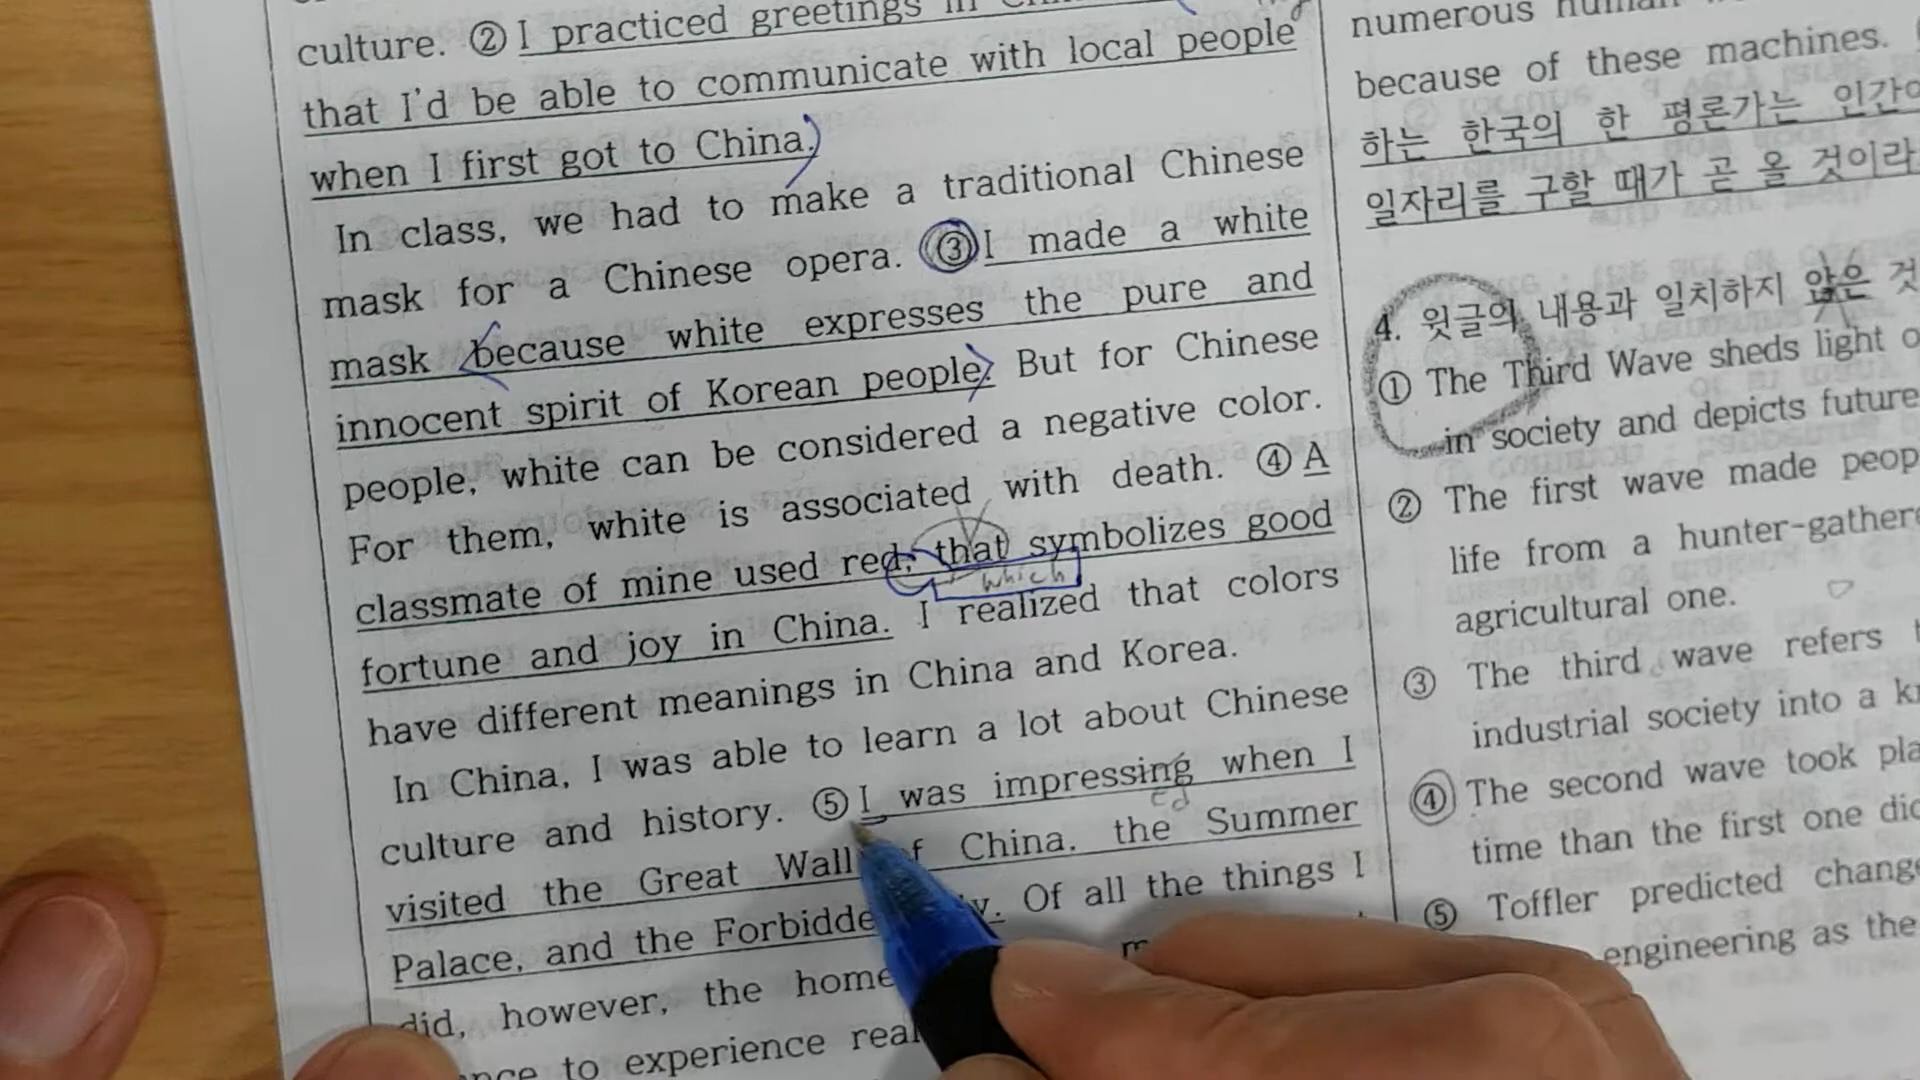 culture. ② I practiced greetings in
that I'd be able to communicate with local people
when I first got to China.
In class, we had to make a traditional Chinese
mask for a Chinese opera. ③ I made a white
mask because white expresses the pure and
innocent spirit of Korean people. But for Chinese
people, white can be considered a negative color.
For them, white is associated with death. ④ A
classmate of mine used red, that symbolizes good
which
fortune and joy in China. I realized that colors
have different meanings in China and Korea.
In China, I was able to learn a lot about Chinese
culture and history. ⑤ I was impressing when I
ed
visited the Great Wall of China, the Summer
Palace, and the Forbidde
Of all the things I
did, however, the home
to experience real
numerous human
because of these machines.
하는 한국의 한 평론가는
일자리를 구할 때가 곧 올 것이라
4. 윗글의 내용과 일치하지 않은 것
① The Third Wave sheds light
in society and depicts future
② The first wave made peop
life from a hunter-gather
agricultural one.
③ The third wave refers
industrial society into a
④ The second wave took pla
time than the first one did
⑤ Toffler predicted change
engineering as the